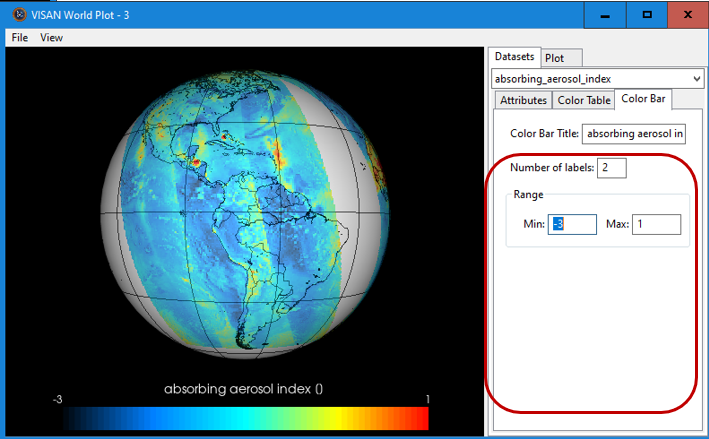 VISAN World Plot - 3
File View
Datasets Plot
absorbing_aerosol_index
Attributes Color Table Color Bar
Color Bar Title: absorbing aerosol in
Number of labels: 2
Range
Min: -3 Max: 1
absorbing aerosol index ()
-3 1